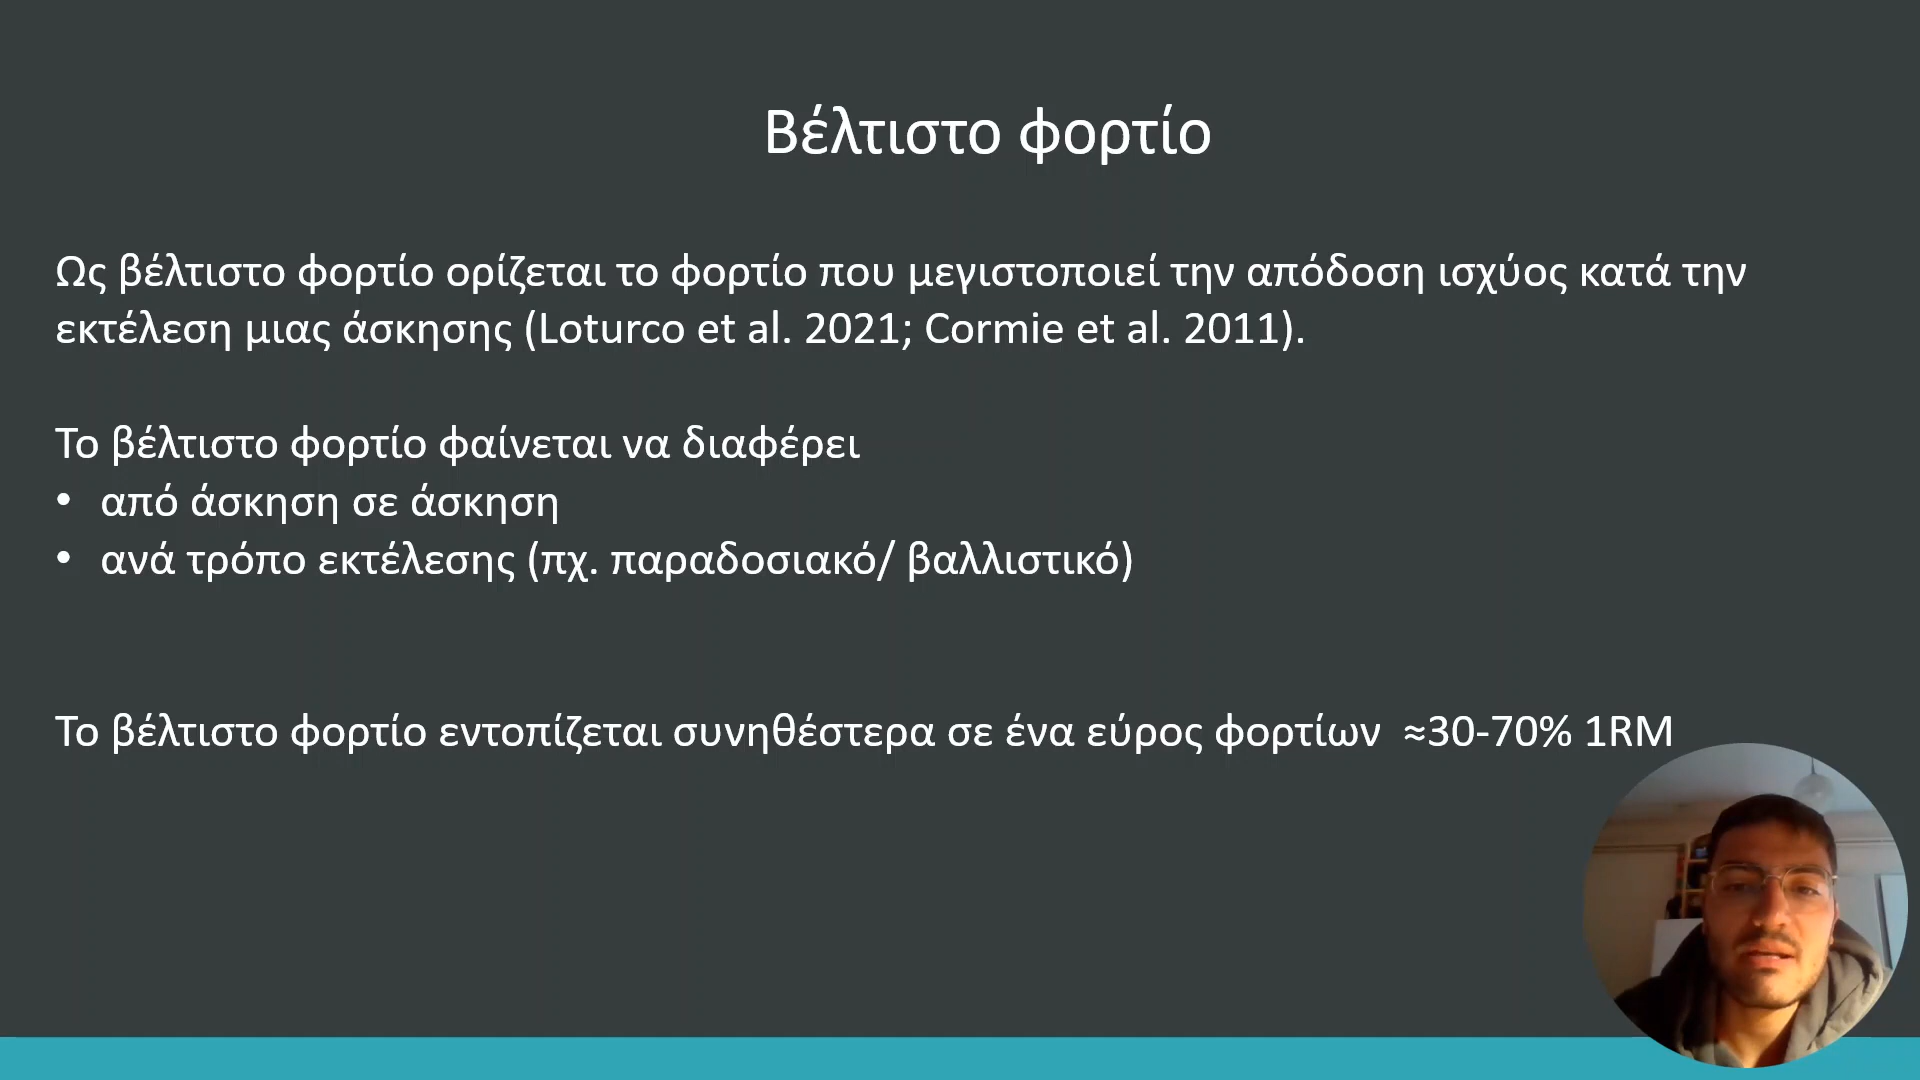 Βέλτιστο φορτίο
Ως βέλτιστο φορτίο ορίζεται το φορτίο που μεγιστοποιεί την απόδοση ισχύος κατά την
εκτέλεση μιας άσκησης (Loturco et al. 2021; Cormie et al. 2011).
Το βέλτιστο φορτίο φαίνεται να διαφέρει
• από άσκηση σε άσκηση
• ανά τρόπο εκτέλεσης (πχ. παραδοσιακό/ βαλλιστικό)
Το βέλτιστο φορτίο εντοπίζεται συνηθέστερα σε ένα εύρος φορτίων ≈30-70% 1RM